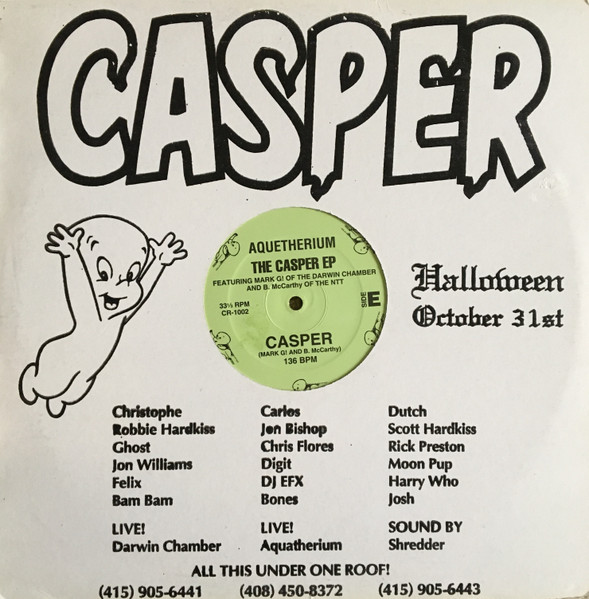 CASPER
AQUETHERIUM
THE CASPER EP
FEATURING MARK G! OF THE DARWIN CHAMBER
AND B. McCARTHY OF THE NTT
33⅓ RPM
CR-1002
SIDE E
CASPER
(MARK G! AND B. McCarthy)
136 BPM
Halloween
October 31st
Christophe Carlos Dutch
Robbie Hardkiss Jon Bishop Scott Hardkiss
Ghost Chris Flores Rick Preston
Jon Williams Digit Moon Pup
Felix DJ EFX Harry Who
Bam Bam Bones Josh
LIVE! LIVE! SOUND BY
Darwin Chamber Aquatherium Shredder
ALL THIS UNDER ONE ROOF!
(415) 905-6441 (408) 450-8372 (415) 905-6443